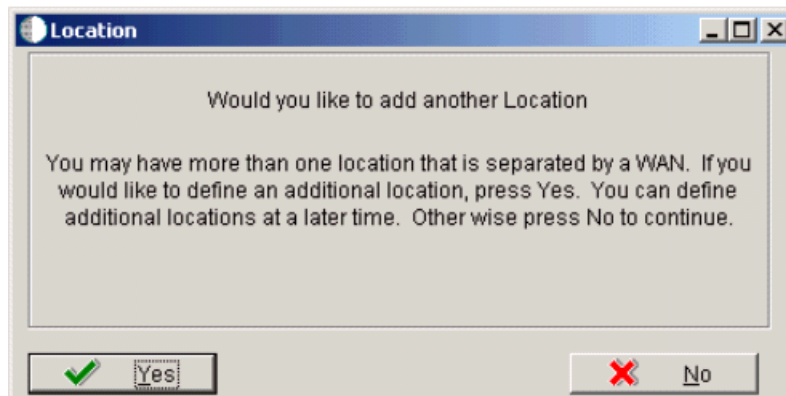 Location
Would you like to add another Location
You may have more than one location that is separated by a WAN. If you
would like to define an additional location, press Yes. You can define
additional locations at a later time. Other wise press No to continue.
Yes
No